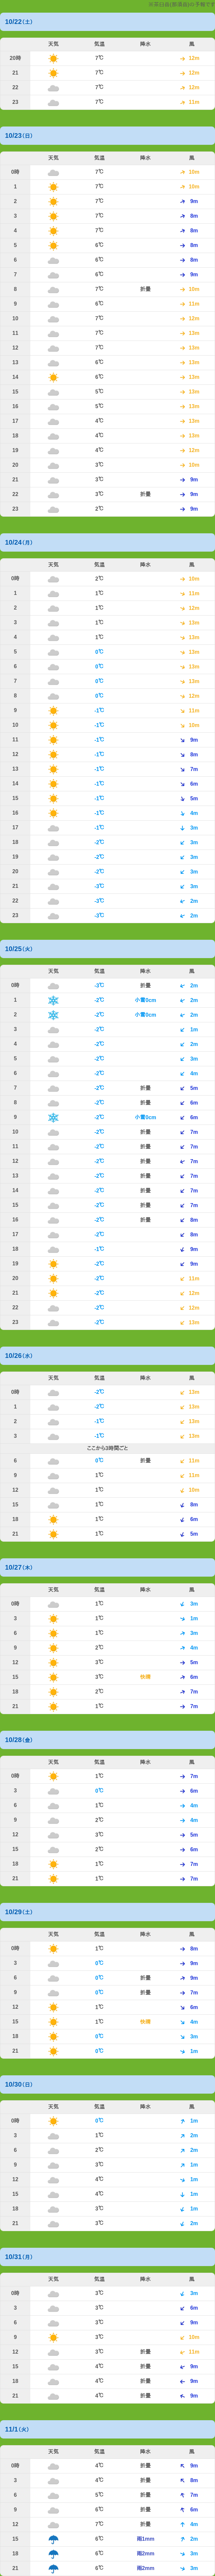 10/22(土)
天気 気温 降水 風
20時 7℃ 12m
21 7℃ 12m
22 7℃ 12m
23 7℃ 11m
10/23(日)
天気 気温 降水 風
0時 7℃ 10m
1 7℃ 10m
2 7℃ 9m
3 7℃ 8m
4 7℃ 8m
5 6℃ 8m
6 6℃ 8m
7 6℃ 9m
8 7℃ 折畳 10m
9 6℃ 11m
10 7℃ 12m
11 7℃ 13m
12 7℃ 13m
13 6℃ 13m
14 6℃ 13m
15 5℃ 13m
16 5℃ 13m
17 4℃ 13m
18 4℃ 13m
19 4℃ 12m
20 3℃ 10m
21 3℃ 9m
22 3℃ 折畳 9m
23 2℃ 9m
10/24(月)
天気 気温 降水 風
0時 2℃ 10m
1 1℃ 11m
2 1℃ 12m
3 1℃ 13m
4 1℃ 13m
5 0℃ 13m
6 0℃ 13m
7 0℃ 13m
8 0℃ 12m
9 -1℃ 11m
10 -1℃ 10m
11 -1℃ 9m
12 -1℃ 8m
13 -1℃ 7m
14 -1℃ 6m
15 -1℃ 5m
16 -1℃ 4m
17 -1℃ 3m
18 -2℃ 3m
19 -2℃ 3m
20 -2℃ 3m
21 -3℃ 3m
22 -3℃ 2m
23 -3℃ 2m
10/25(火)
天気 気温 降水 風
0時 -3℃ 折畳 2m
1 -2℃ 小雪0cm 2m
2 -2℃ 小雪0cm 2m
3 -2℃ 1m
4 -2℃ 2m
5 -2℃ 3m
6 -2℃ 4m
7 -2℃ 折畳 5m
8 -2℃ 折畳 6m
9 -2℃ 小雪0cm 6m
10 -2℃ 折畳 7m
11 -2℃ 折畳 7m
12 -2℃ 折畳 7m
13 -2℃ 折畳 7m
14 -2℃ 折畳 7m
15 -2℃ 折畳 7m
16 -2℃ 折畳 8m
17 -2℃ 8m
18 -1℃ 9m
19 -2℃ 9m
20 -2℃ 11m
21 -2℃ 12m
22 -2℃ 12m
23 -2℃ 13m
10/26(水)
天気 気温 降水 風
0時 -2℃ 13m
1 -2℃ 13m
2 -1℃ 13m
3 -1℃ 13m
ここから3時間ごと
6 0℃ 折畳 11m
9 1℃ 11m
12 1℃ 10m
15 1℃ 8m
18 1℃ 6m
21 1℃ 5m
10/27(木)
天気 気温 降水 風
0時 1℃ 3m
3 1℃ 1m
6 1℃ 3m
9 2℃ 4m
12 3℃ 5m
15 3℃ 快晴 6m
18 2℃ 7m
21 1℃ 7m
10/28(金)
天気 気温 降水 風
0時 1℃ 7m
3 0℃ 6m
6 1℃ 4m
9 2℃ 4m
12 3℃ 5m
15 2℃ 6m
18 1℃ 7m
21 1℃ 7m
10/29(土)
天気 気温 降水 風
0時 1℃ 8m
3 0℃ 9m
6 0℃ 折畳 9m
9 0℃ 折畳 7m
12 1℃ 6m
15 1℃ 快晴 4m
18 0℃ 3m
21 0℃ 1m
10/30(日)
天気 気温 降水 風
0時 0℃ 1m
3 1℃ 2m
6 2℃ 2m
9 3℃ 1m
12 4℃ 1m
15 4℃ 1m
18 3℃ 1m
21 3℃ 2m
10/31(月)
天気 気温 降水 風
0時 3℃ 3m
3 3℃ 6m
6 3℃ 9m
9 3℃ 10m
12 3℃ 折畳 11m
15 4℃ 折畳 9m
18 4℃ 折畳 9m
21 4℃ 折畳 9m
11/1(火)
天気 気温 降水 風
0時 4℃ 折畳 9m
3 4℃ 折畳 8m
6 5℃ 折畳 7m
9 6℃ 折畳 6m
12 7℃ 折畳 4m
15 6℃ 雨1mm 2m
18 6℃ 雨2mm 3m
21 6℃ 雨2mm 3m